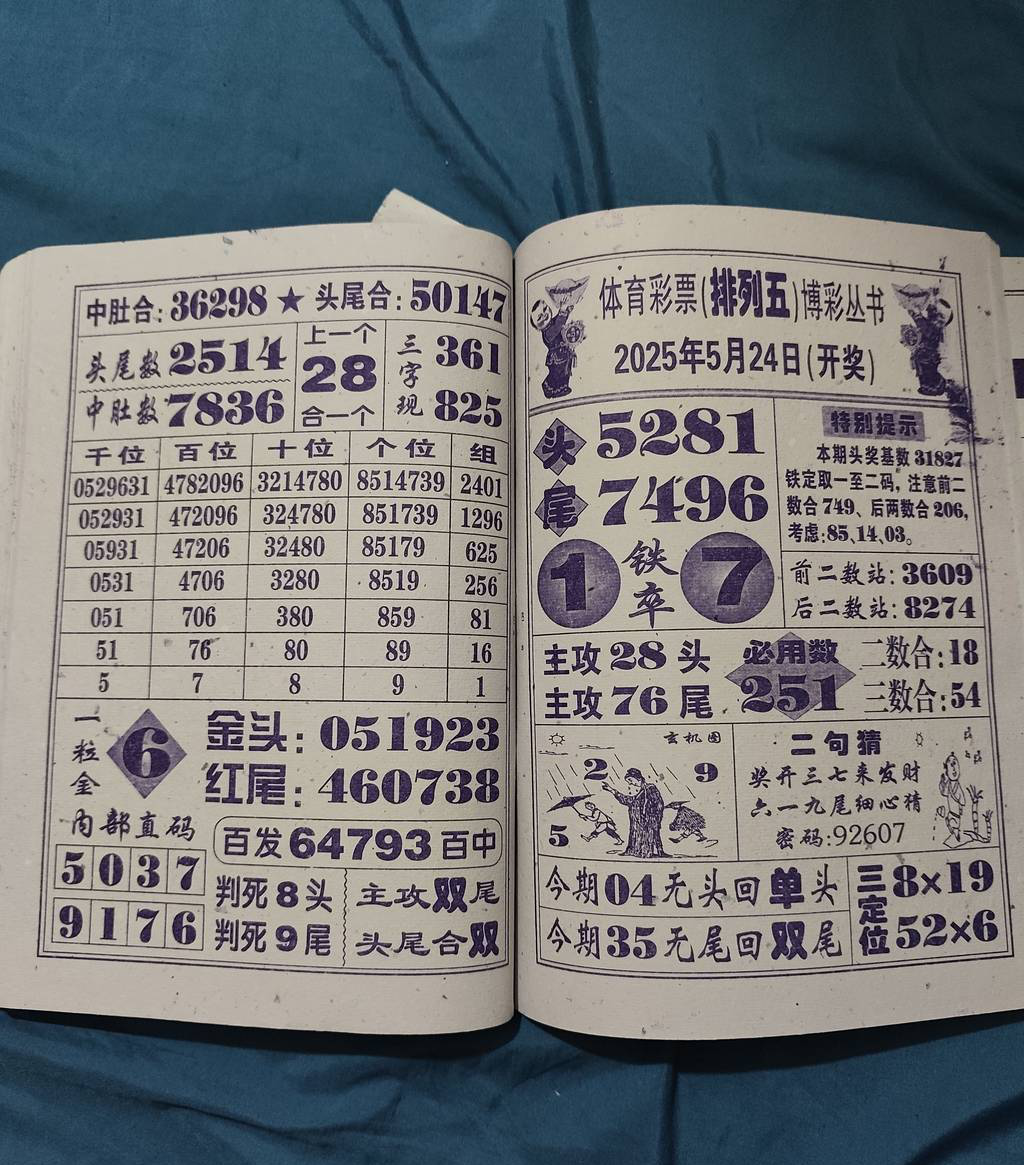 中肚合:36298★头尾合:50147
头尾数2514
中肚数7836
上一个
28
合一个
三字现
361
825
千位 百位 十位 个位 组
0529631 4782096 3214780 8514739 2401
052931 472096 324780 851739 1296
05931 47206 32480 85179 625
0531 4706 3280 8519 256
051 706 380 859 81
51 76 80 89 16
5 7 8 9 1
一粒金
6
金头:051923
红尾:460738
内部直码
5037
9176
百发64793百中
判死8头
判死9尾
主攻双尾
头尾合双
体育彩票(排列五)博彩丛书
2025年5月24日(开奖)
头5281
尾7496
1铁卒7
特别提示
本期头奖基数31827
铁定取一至二码,注意前二
数合749、后两数合206,
考虑:85、14、03。
前二数站:3609
后二数站:8274
主攻28头
主攻76尾
必用数
251
二数合:18
三数合:54
玄机图
2
9
5
二句猜
奖开三七来发财
六一九尾细心猜
密码:92607
今期04无头回单头
今期35无尾回双尾
三定位
8×19
52×6